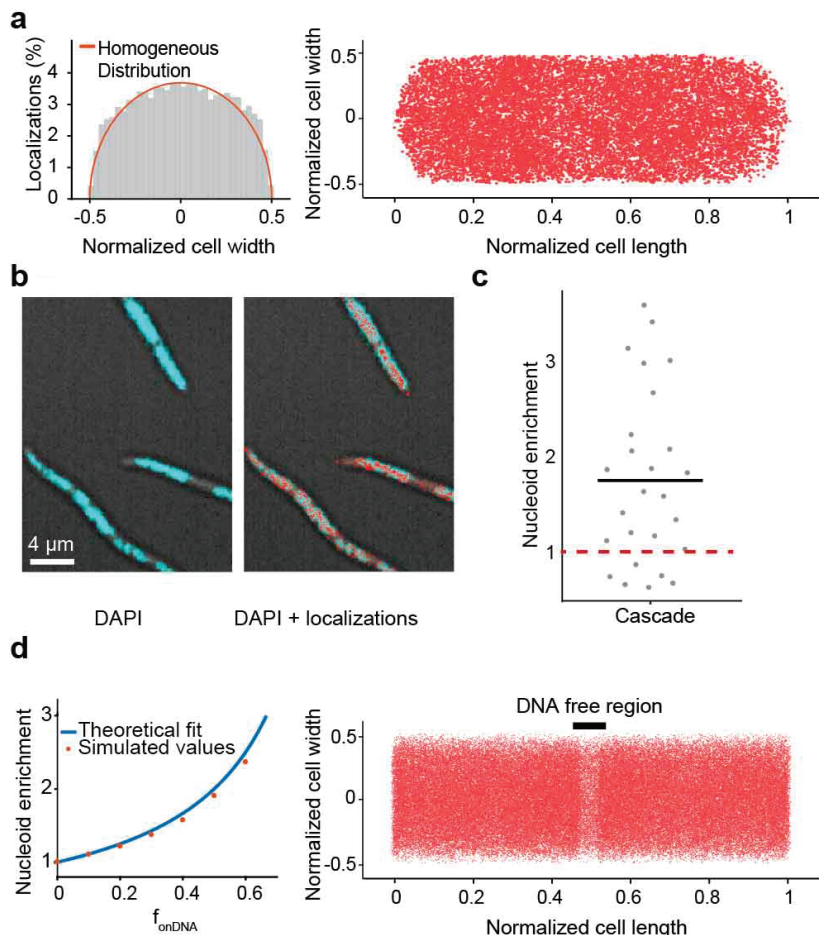 a
Homogeneous
Distribution
Localizations (%)
4
3
2
1
0
-0.5
0
0.5
Normalized cell width
Normalized cell width
0.5
0
-0.5
0
0.2
0.4
0.6
0.8
1
Normalized cell length
b
4 μm
DAPI
DAPI + localizations
c
Nucleoid enrichment
3
2
1
Cascade
d
Nucleoid enrichment
3
2
1
Theoretical fit
Simulated values
0
0.2
0.4
0.6
fonDNA
DNA free region
Normalized cell width
0.5
0
-0.5
0
0.2
0.4
0.6
0.8
1
Normalized cell length